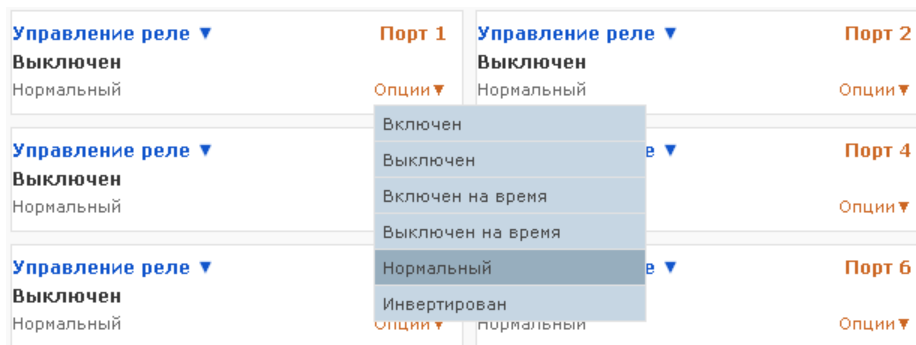 Управление реле ▼ Порт 1
Выключен
Нормальный Опции▼
Управление реле ▼ Порт 2
Выключен
Нормальный Опции▼
Включен
Выключен
Включен на время
Выключен на время
Нормальный
Инвертирован
Управление реле ▼
Выключен
Нормальный
е ▼ Порт 4
Опции▼
Управление реле ▼
Выключен
Нормальный Опции▼
е ▼ Порт 6
Нормальный Опции▼